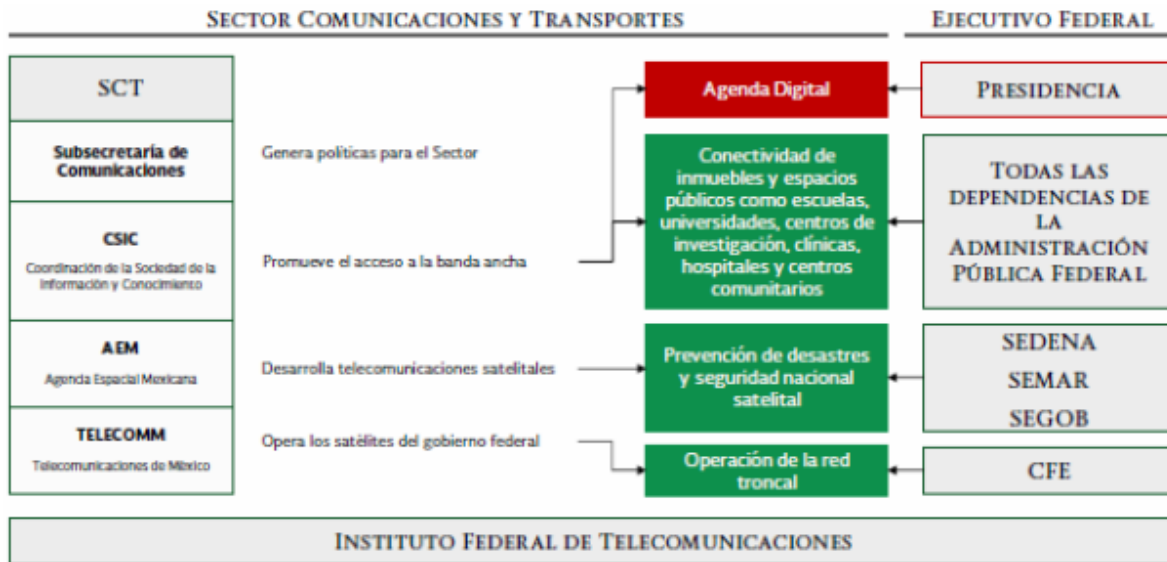 SECTOR COMUNICACIONES Y TRANSPORTES
EJECUTIVO FEDERAL
SCT
Subsecretaría de
Comunicaciones
CSIC
Coordinación de la Sociedad de la
Información y Conocimiento
AEM
Agenda Espacial Mexicana
TELECOMM
Telecomunicaciones de México
Genera políticas para el Sector
Promueve el acceso a la banda ancha
Desarrolla telecomunicaciones satelitales
Opera los satélites del gobierno federal
Agenda Digital
Conectividad de
inmuebles y espacios
públicos como escuelas,
universidades, centros de
investigación, clínicas,
hospitales y centros
comunitarios
Prevención de desastres
y seguridad nacional
satelital
Operación de la red
troncal
PRESIDENCIA
TODAS LAS
DEPENDENCIAS DE
LA
ADMINISTRACIÓN
PÚBLICA FEDERAL
SEDENA
SEMAR
SEGOB
CFE
INSTITUTO FEDERAL DE TELECOMUNICACIONES